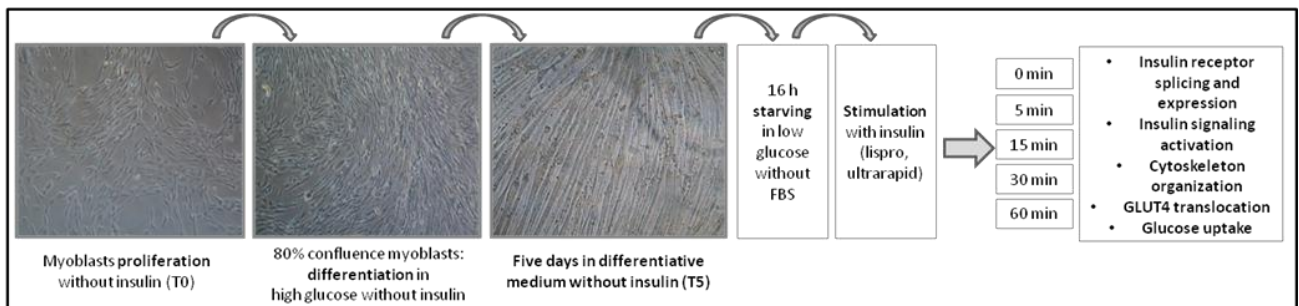 Myoblasts proliferation
without insulin (T0)
80% confluence myoblasts:
differentiation in
high glucose without insulin
Five days in differentiative
medium without insulin (T5)
16 h
starving
in low
glucose
without
FBS
Stimulation
with insulin
(lispro,
ultrarapid)
0 min
5 min
15 min
30 min
60 min
• Insulin receptor
splicing and
expression
• Insulin signaling
activation
• Cytoskeleton
organization
• GLUT4 translocation
• Glucose uptake